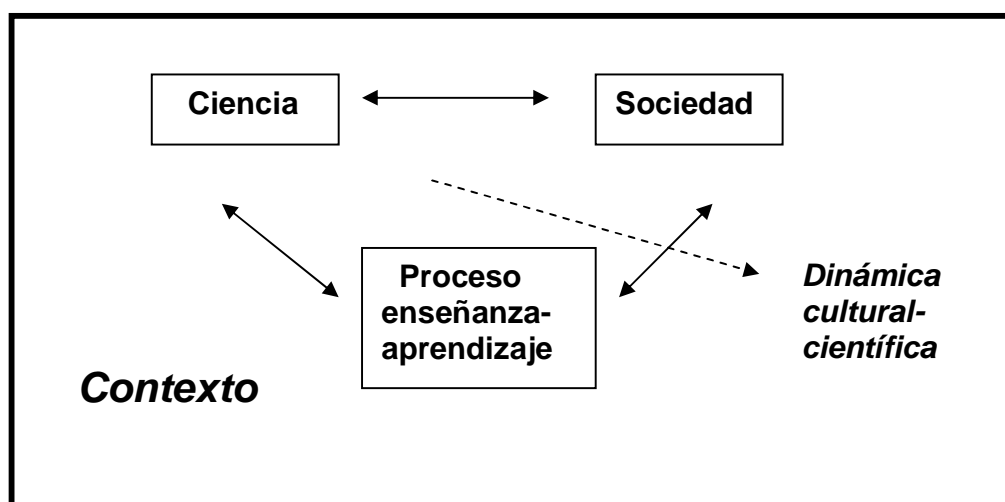 Ciencia
Sociedad
Proceso
enseñanza-
aprendizaje
Dinámica
cultural-
científica
Contexto